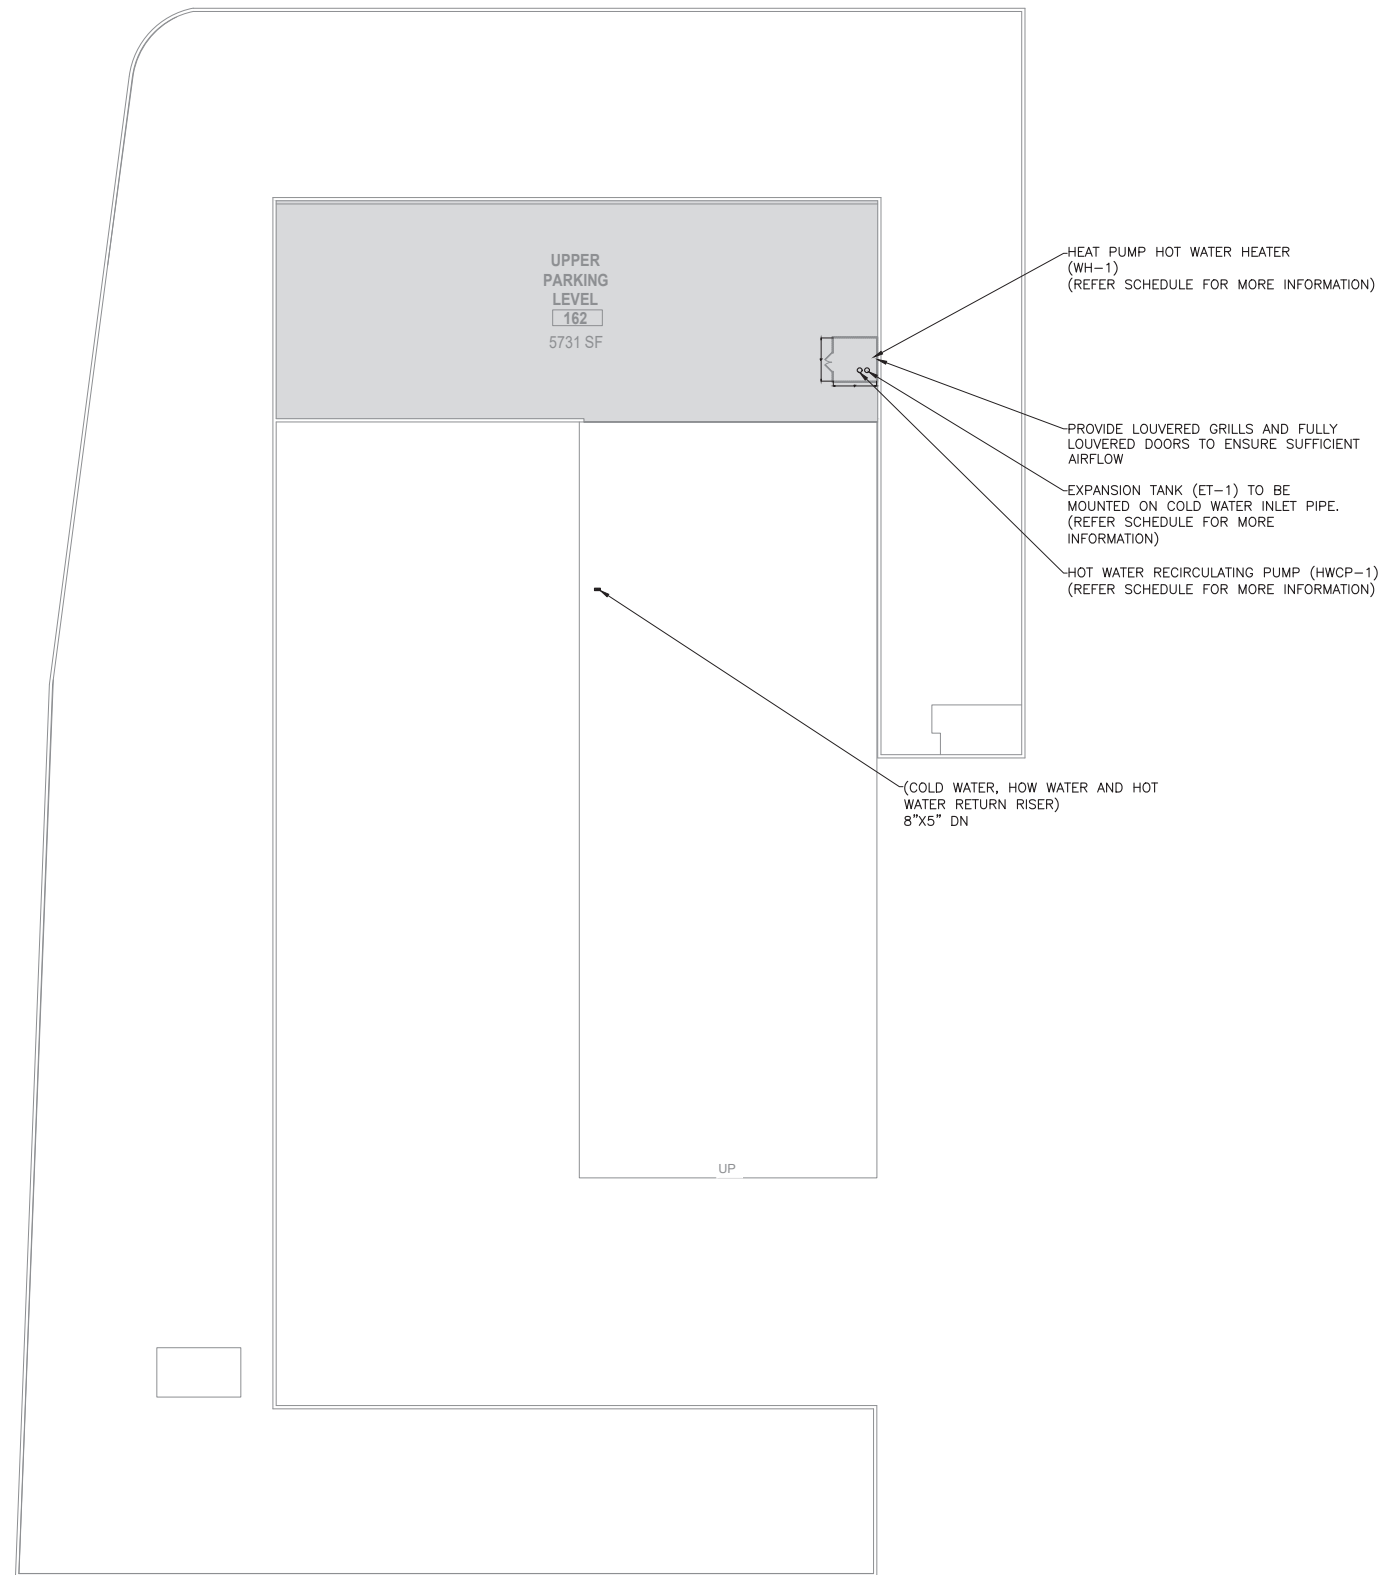 UPPER
PARKING
LEVEL
162
5731 SF
HEAT PUMP HOT WATER HEATER
(WH-1)
(REFER SCHEDULE FOR MORE INFORMATION)
PROVIDE LOUVERED GRILLS AND FULLY
LOUVERED DOORS TO ENSURE SUFFICIENT
AIRFLOW
EXPANSION TANK (ET-1) TO BE
MOUNTED ON COLD WATER INLET PIPE.
(REFER SCHEDULE FOR MORE
INFORMATION)
HOT WATER RECIRCULATING PUMP (HWCP-1)
(REFER SCHEDULE FOR MORE INFORMATION)
(COLD WATER, HOW WATER AND HOT
WATER RETURN RISER)
8"X5" DN
UP